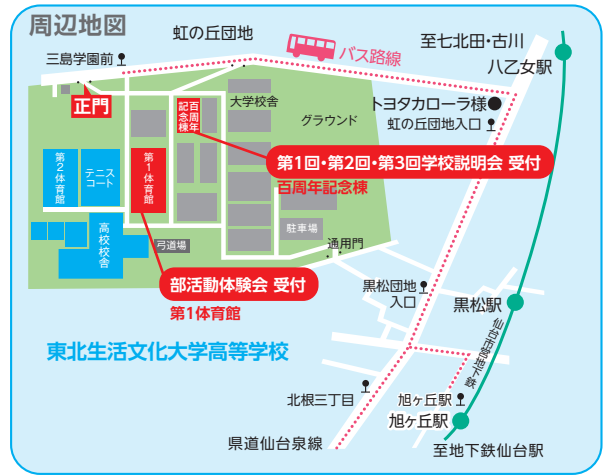 周辺地図
虹の丘団地
バス路線
至七北田・古川
八乙女駅
三島学園前
正門
百周年
記念棟
大学校舎
グラウンド
トヨタカローラ様
虹の丘団地入口
第2体育館
テニス
コート
第1体育館
第1回・第2回・第3回学校説明会 受付
百周年記念棟
高校校舎
弓道場
駐車場
通用門
部活動体験会 受付
第1体育館
黒松団地
入口
黒松駅
仙台市営地下鉄
東北生活文化大学高等学校
北根三丁目
旭ヶ丘駅
旭ヶ丘駅
県道仙台泉線
至地下鉄仙台駅